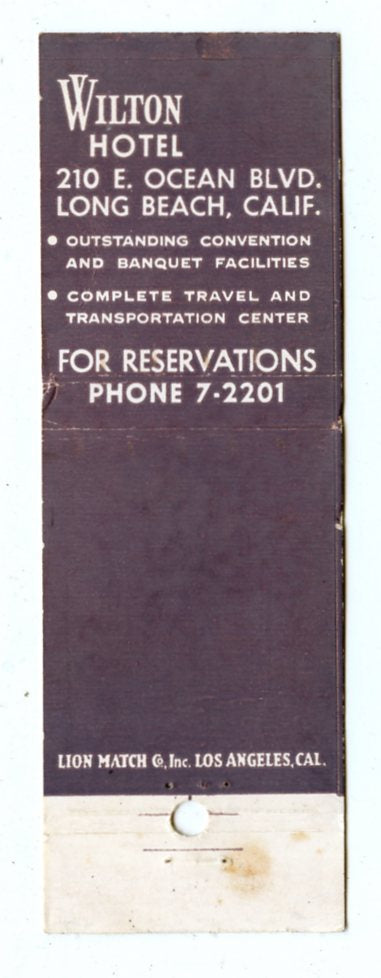 WILTON
HOTEL
210 E. OCEAN BLVD.
LONG BEACH, CALIF.
• OUTSTANDING CONVENTION
AND BANQUET FACILITIES
• COMPLETE TRAVEL AND
TRANSPORTATION CENTER
FOR RESERVATIONS
PHONE 7-2201
LION MATCH Co, Inc. LOS ANGELES, CAL.